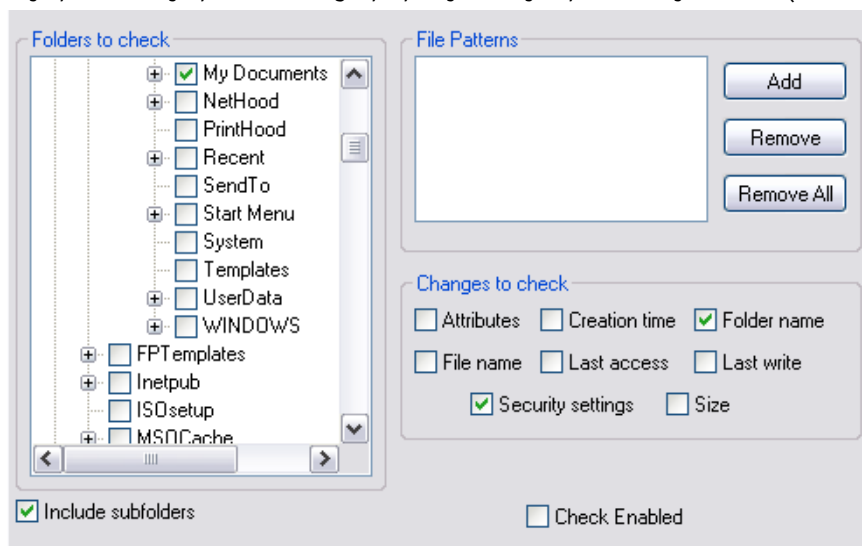 Folders to check
My Documents
NetHood
PrintHood
Recent
SendTo
Start Menu
System
Templates
UserData
WINDOWS
FPTemplates
Inetpub
ISOsetup
MSOCache
Include subfolders
File Patterns
Add
Remove
Remove All
Changes to check
Attributes Creation time Folder name
File name Last access Last write
Security settings Size
Check Enabled